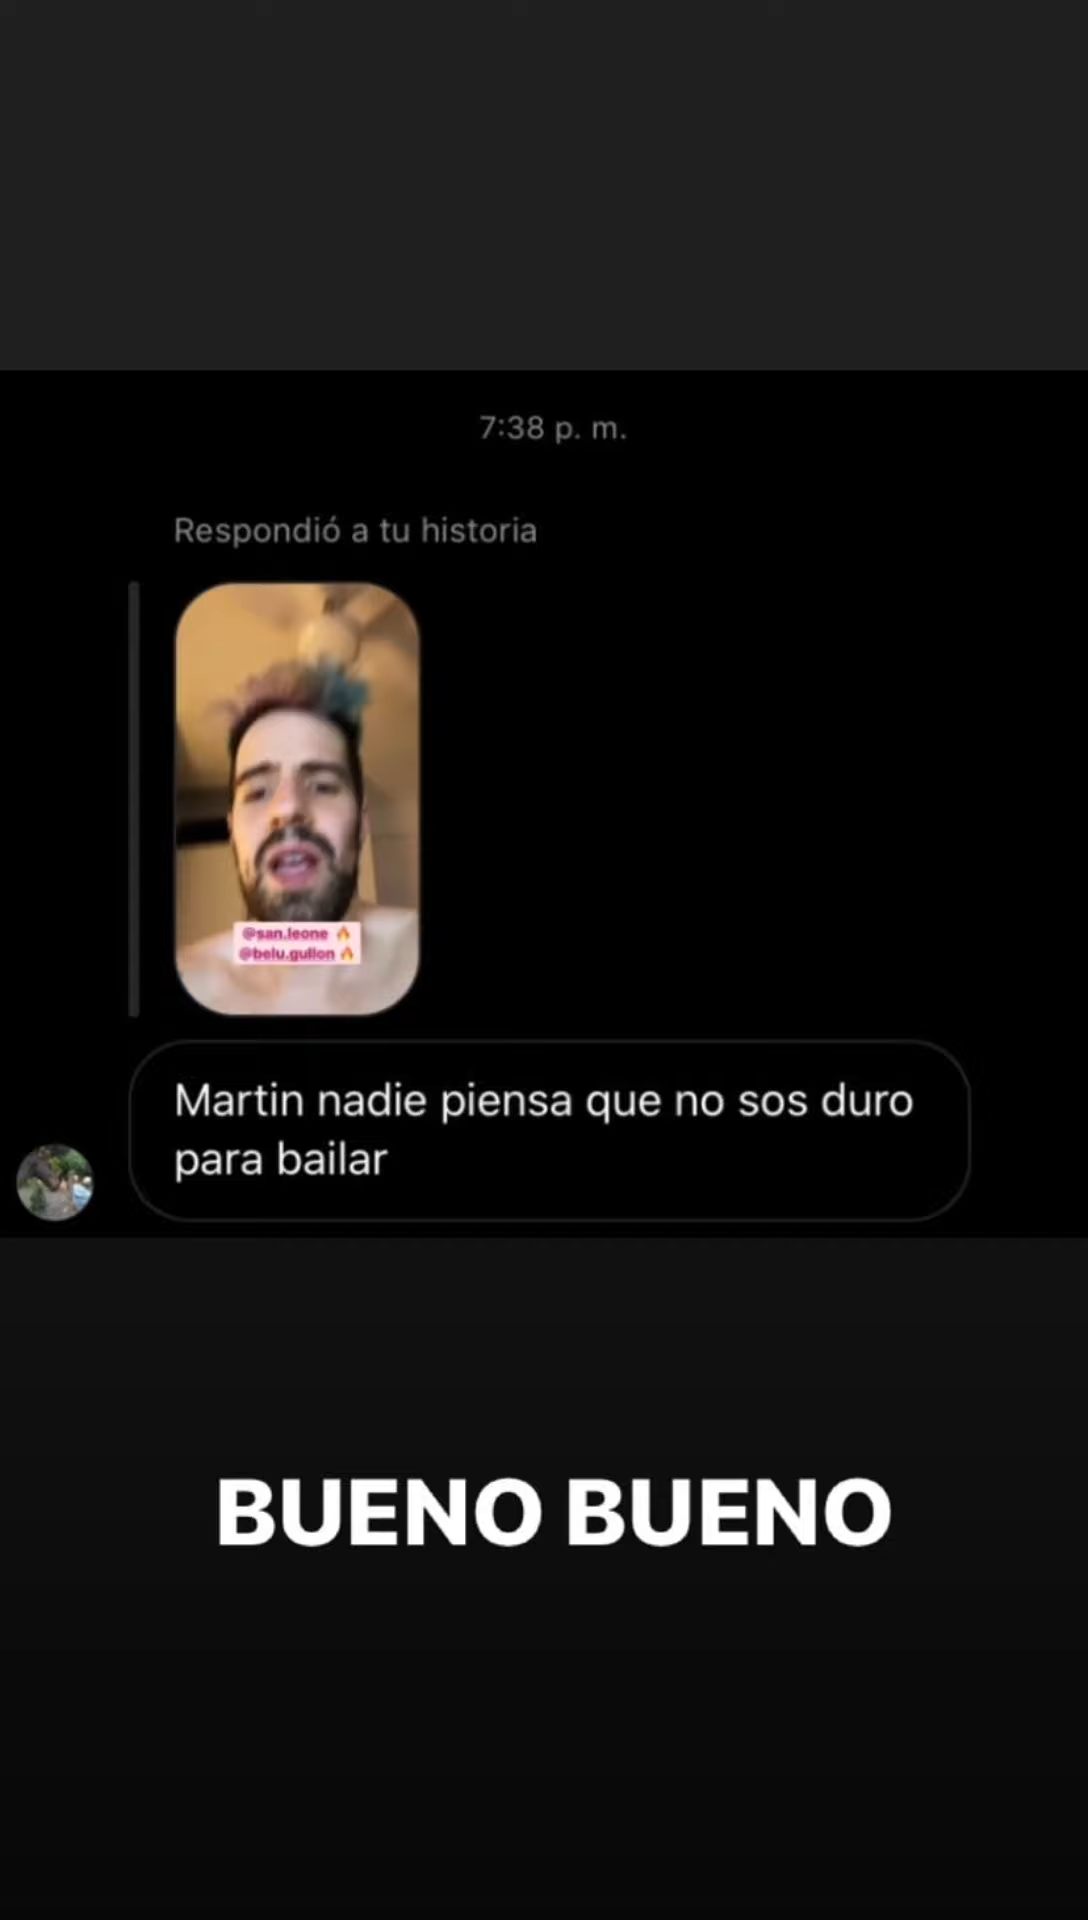 7:38 p. m.
Respondió a tu historia
@san.leone 🔥
@belu.gullon 🔥
Martin nadie piensa que no sos duro
para bailar
BUENO BUENO